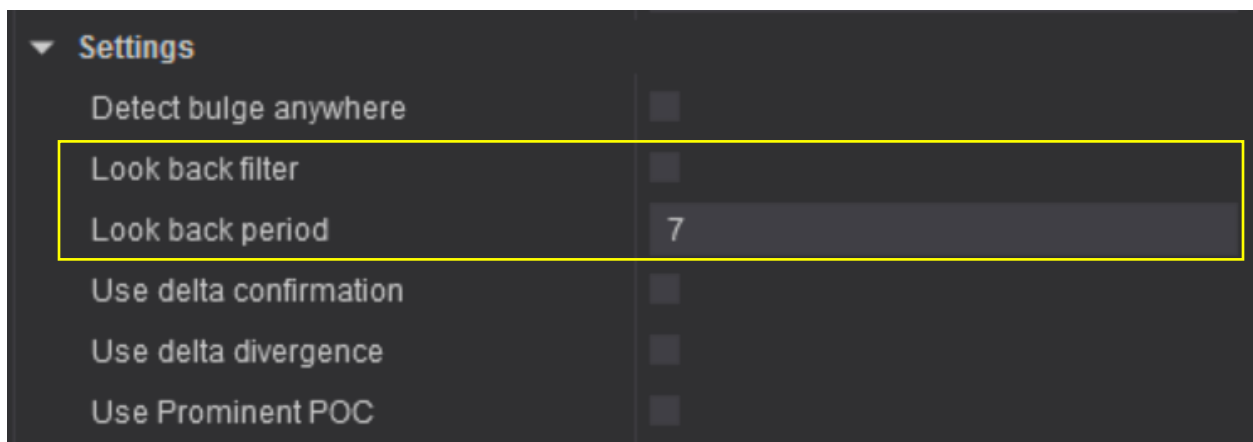 Settings
Detect bulge anywhere
Look back filter
Look back period 7
Use delta confirmation
Use delta divergence
Use Prominent POC